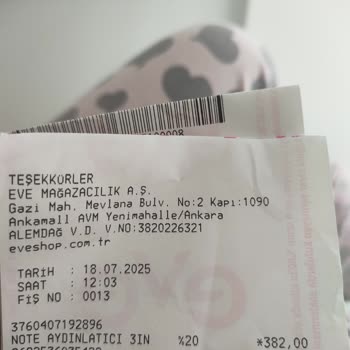 TEŞEKKÜRLER
EVE MAĞAZACILIK A.Ş.
Gazi Mah. Mevlana Bulv. No:2 Kapı:1090
Ankamall AVM Yenimahalle/Ankara
ALEMDAĞ V.D. V.NO:3820226321
eveshop.com.tr
TARİH : 18.07.2025
SAAT : 12:03
FİŞ NO : 0013
3760407192896
NOTE AYDINLATICI 3IN %20 *382,00